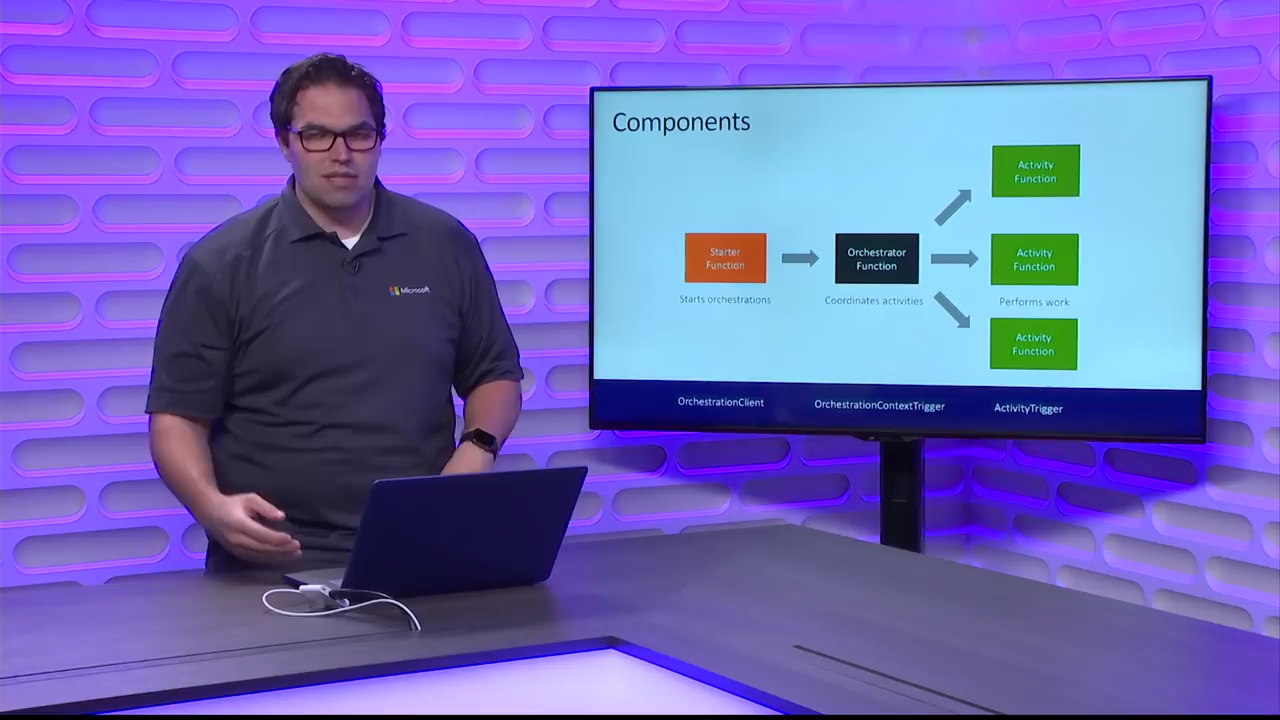 Components
Activity
Function
Starter
Function
Orchestrator
Function
Activity
Function
Starts orchestrations
Coordinates activities
Performs work
Activity
Function
OrchestrationClient
OrchestrationContextTrigger
ActivityTrigger
Microsoft